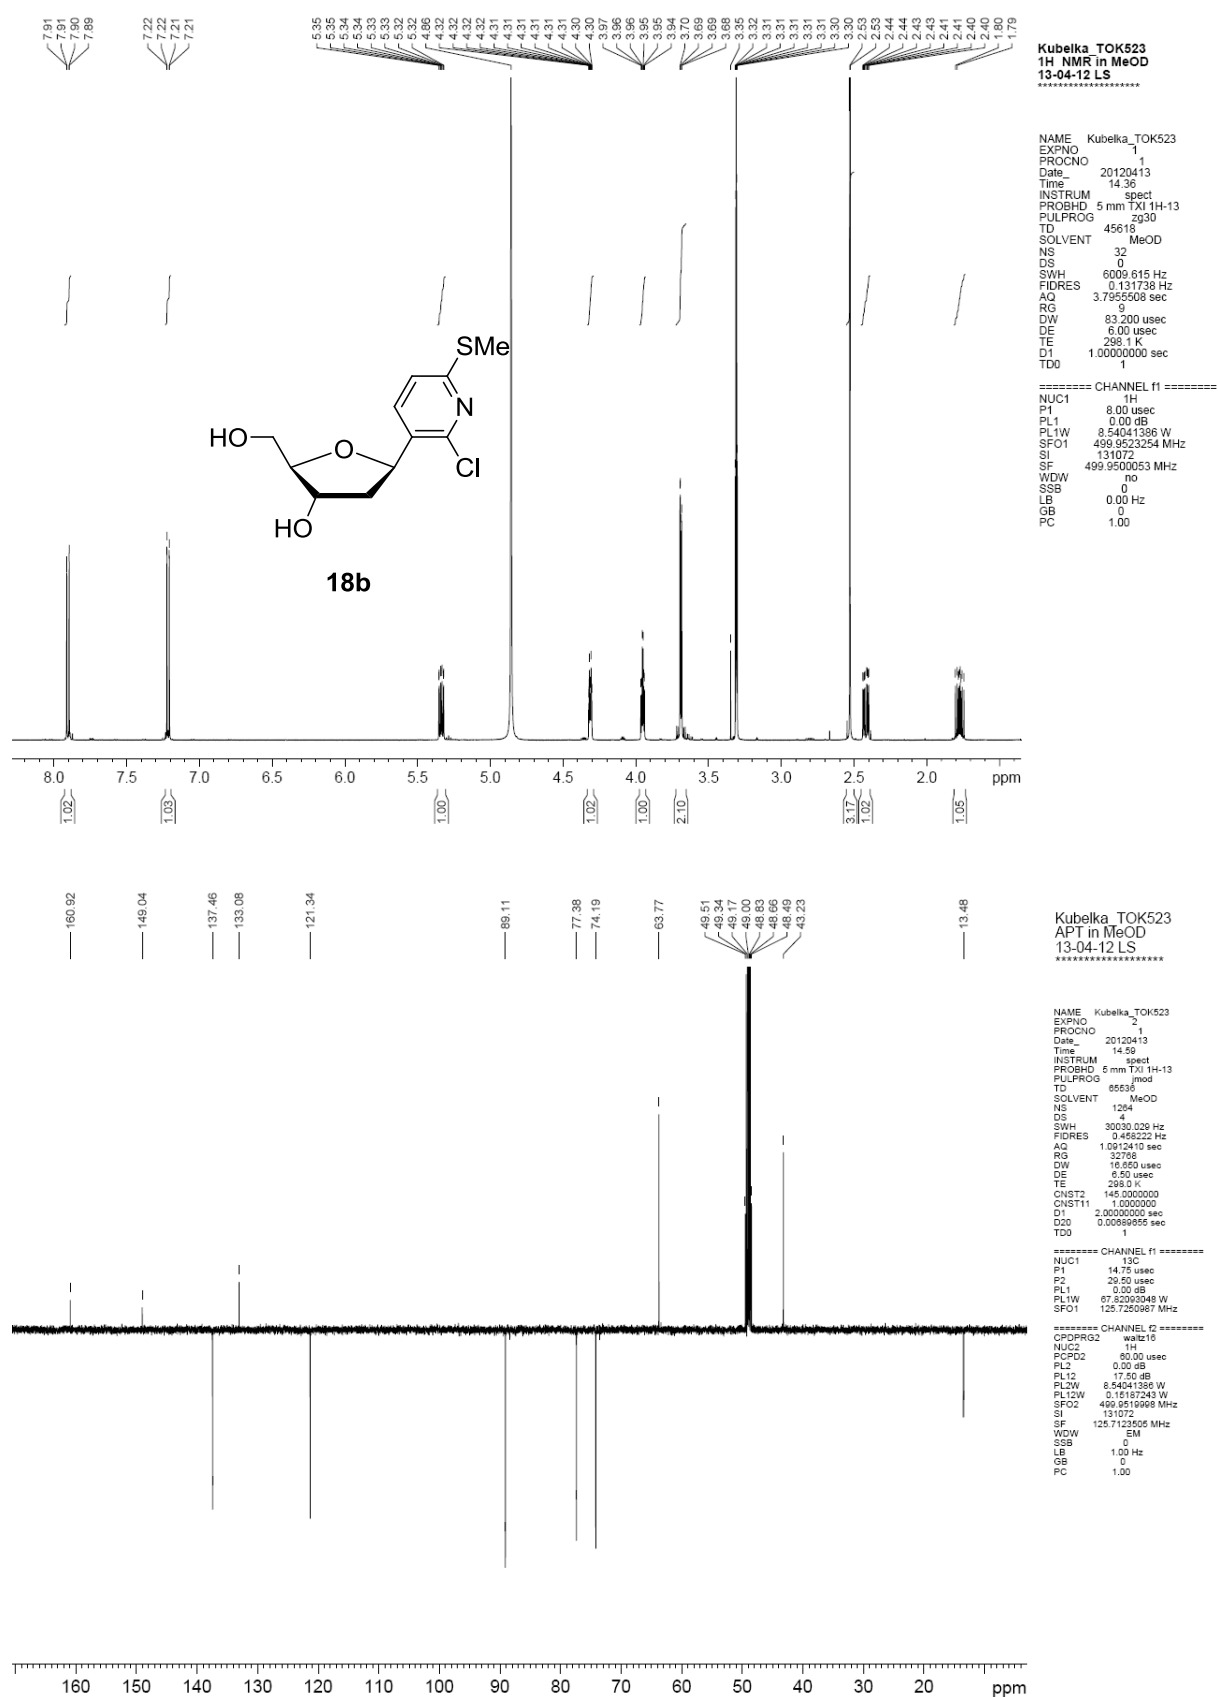 7.91
7.91
7.90
7.89
7.22
7.22
7.21
7.21
5.35
5.35
5.34
5.34
5.33
5.33
5.32
5.32
4.86
4.32
4.32
4.32
4.32
4.31
4.31
4.31
4.31
4.31
4.30
4.30
3.97
3.96
3.96
3.95
3.95
3.94
3.70
3.69
3.69
3.68
3.35
3.32
3.31
3.31
3.31
3.31
3.30
3.30
2.53
2.53
2.44
2.44
2.43
2.43
2.41
2.41
2.40
2.40
1.80
1.79
Kubelka_TOK523
1H NMR in MeOD
13-04-12 LS
********************
NAME Kubelka_TOK523
EXPNO 1
PROCNO 1
Date_ 20120413
Time 14.36
INSTRUM spect
PROBHD 5 mm TXI 1H-13
PULPROG zg30
TD 45618
SOLVENT MeOD
NS 32
DS 0
SWH 6009.615 Hz
FIDRES 0.131738 Hz
AQ 3.7955508 sec
RG 9
DW 83.200 usec
DE 6.00 usec
TE 298.1 K
D1 1.00000000 sec
TD0 1
======== CHANNEL f1 ========
NUC1 1H
P1 8.00 usec
PL1 0.00 dB
PL1W 8.54041386 W
SFO1 499.9523254 MHz
SI 131072
SF 499.9500053 MHz
WDW no
SSB 0
LB 0.00 Hz
GB 0
PC 1.00
SMe
N
O
HO
Cl
HO
18b
8.0 7.5 7.0 6.5 6.0 5.5 5.0 4.5 4.0 3.5 3.0 2.5 2.0 ppm
1.02 1.03 1.00 1.02 1.00 2.10 3.17 1.02 1.05
160.92
149.04
137.46
133.08
121.34
89.11
77.38
74.19
63.77
49.51
49.34
49.17
49.00
48.83
48.66
48.49
43.23
13.48
Kubelka_TOK523
APT in MeOD
13-04-12 LS
*******************
NAME Kubelka_TOK523
EXPNO 2
PROCNO 1
Date_ 20120413
Time 14.59
INSTRUM spect
PROBHD 5 mm TXI 1H-13
PULPROG jmod
TD 65536
SOLVENT MeOD
NS 1264
DS 4
SWH 30030.029 Hz
FIDRES 0.458222 Hz
AQ 1.0912410 sec
RG 32768
DW 16.650 usec
DE 6.50 usec
TE 298.0 K
CNST2 145.0000000
CNST11 1.0000000
D1 2.00000000 sec
D20 0.00689655 sec
TD0 1
======== CHANNEL f1 ========
NUC1 13C
P1 14.75 usec
P2 29.50 usec
PL1 0.00 dB
PL1W 67.82093048 W
SFO1 125.7250987 MHz
======== CHANNEL f2 ========
CPDPRG2 waltz16
NUC2 1H
PCPD2 60.00 usec
PL2 0.00 dB
PL12 17.50 dB
PL2W 8.54041386 W
PL12W 0.15187243 W
SFO2 499.9519998 MHz
SI 131072
SF 125.7123505 MHz
WDW EM
SSB 0
LB 1.00 Hz
GB 0
PC 1.00
160 150 140 130 120 110 100 90 80 70 60 50 40 30 20 ppm